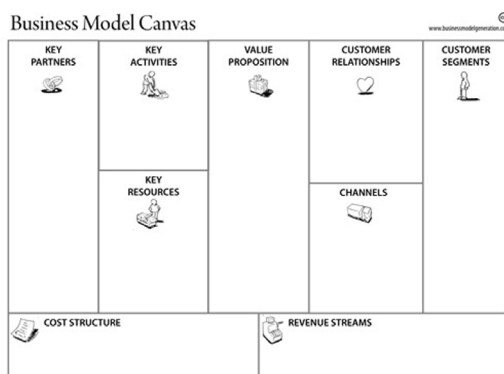 Business Model Canvas
www.businessmodelgeneration.c
KEY
PARTNERS
KEY
ACTIVITIES
VALUE
PROPOSITION
CUSTOMER
RELATIONSHIPS
CUSTOMER
SEGMENTS
KEY
RESOURCES
CHANNELS
COST STRUCTURE
REVENUE STREAMS